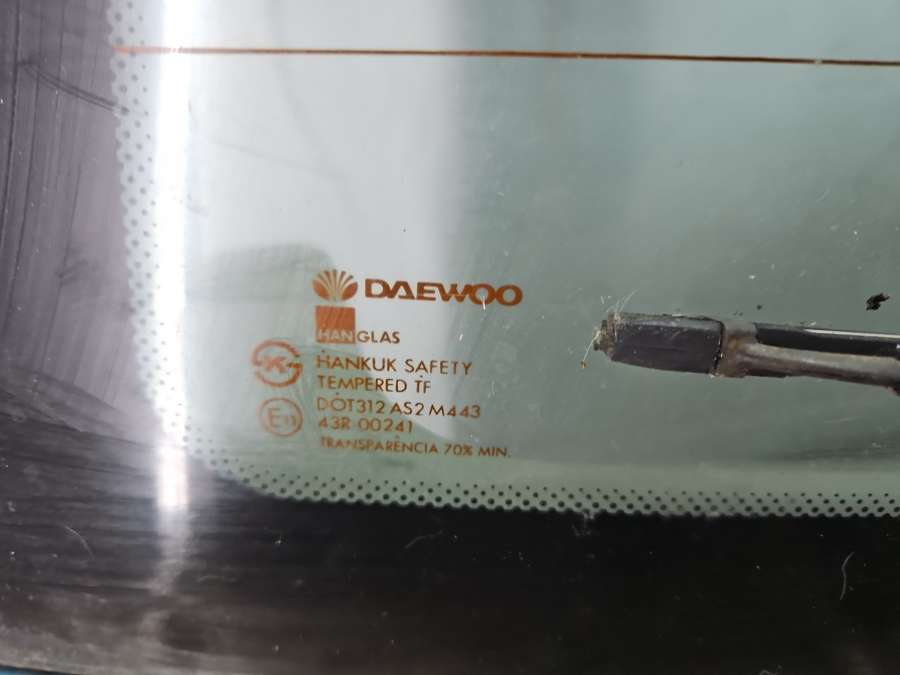 DAEWOO
HANGLAS
HANKUK SAFETY
TEMPERED TF
DOT312 AS2 M443
43R-00241
TRANSPARÊNCIA 70% MIN.